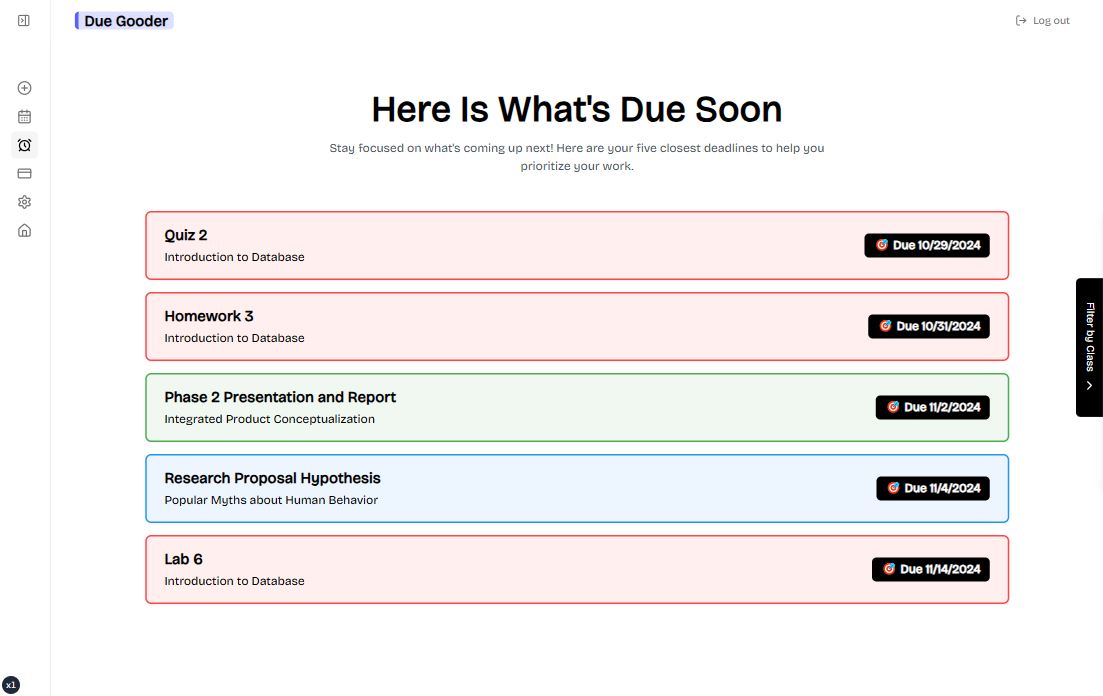 Due Gooder
Log out
Here Is What's Due Soon
Stay focused on what's coming up next! Here are your five closest deadlines to help you
prioritize your work.
Quiz 2
Introduction to Database
Due 10/29/2024
Homework 3
Introduction to Database
Due 10/31/2024
Phase 2 Presentation and Report
Integrated Product Conceptualization
Due 11/2/2024
Research Proposal Hypothesis
Popular Myths about Human Behavior
Due 11/4/2024
Lab 6
Introduction to Database
Due 11/14/2024
Filter by Class
x1